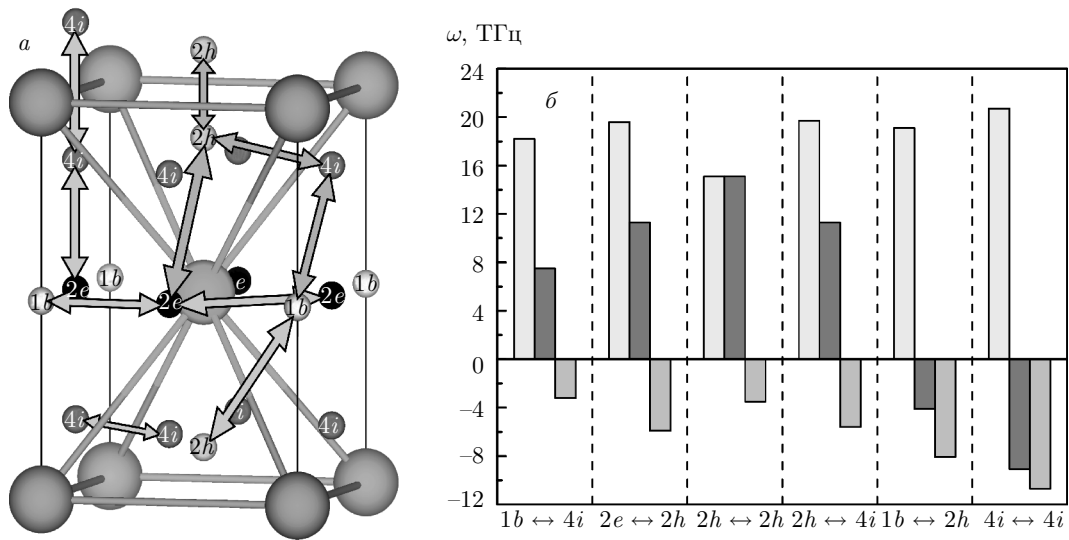 а
4i
2h
2h
4i
4i
4i
1b
2e
e
1b
1b
2e
2e
1b
4i
4i
i
4i
2h
ω, ТГц
б
24
20
16
12
8
4
0
−4
−8
−12
1b ↔ 4i
2e ↔ 2h
2h ↔ 2h
2h ↔ 4i
1b ↔ 2h
4i ↔ 4i